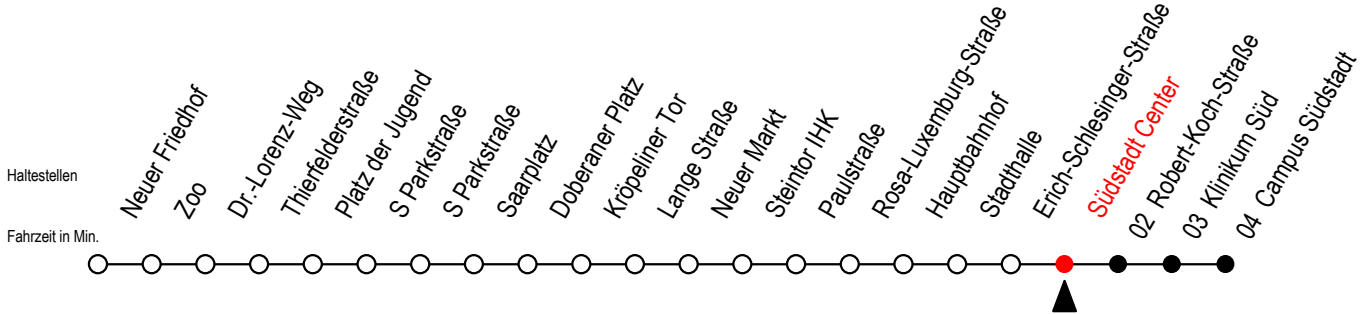 Haltestellen
Neuer Friedhof
Zoo
Dr.-Lorenz-Weg
Thierfelderstraße
Platz der Jugend
S Parkstraße
S Parkstraße
Saarplatz
Doberaner Platz
Kröpeliner Tor
Lange Straße
Neuer Markt
Steintor IHK
Paulstraße
Rosa-Luxemburg-Straße
Hauptbahnhof
Stadthalle
Erich-Schlesinger-Straße
Südstadt Center
02 Robert-Koch-Straße
03 Klinikum Süd
04 Campus Südstadt
Fahrzeit in Min.